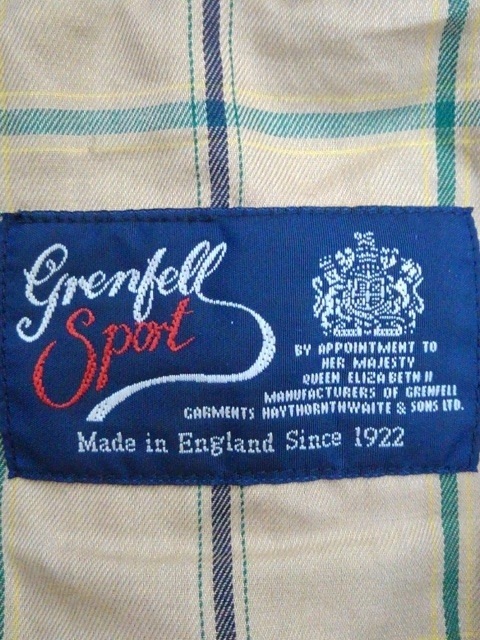 Grenfell
Sport
BY APPOINTMENT TO
HER MAJESTY
QUEEN ELIZABETH II
MANUFACTURERS OF GRENFELL
GARMENTS HAYTHORNTHWAITE & SONS LTD.
Made in England Since 1922